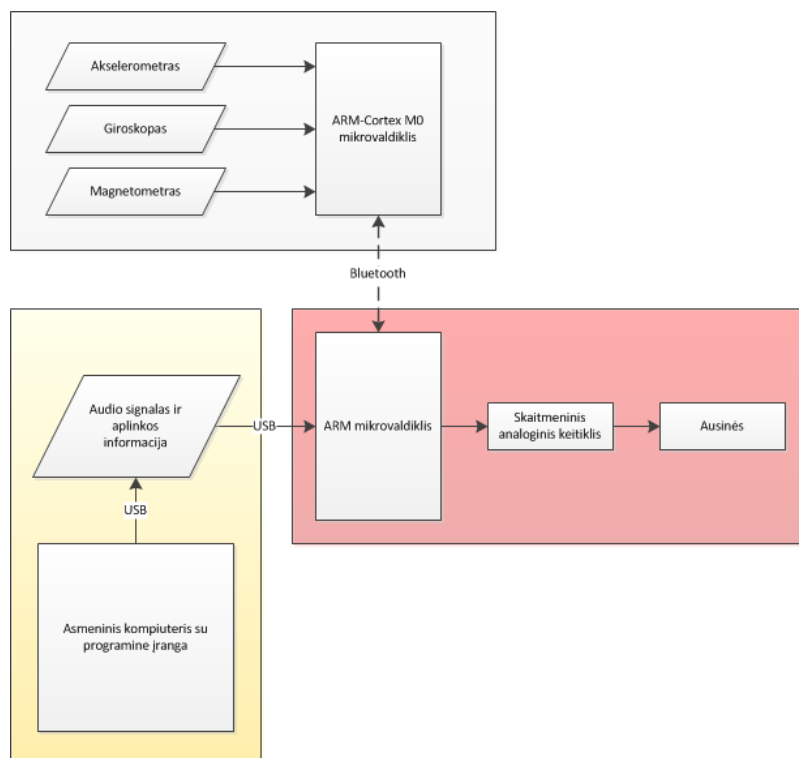 Akselerometras
Giroskopas
Magnetometras
ARM-Cortex M0
mikrovaldiklis
Bluetooth
Audio signalas ir
aplinkos
informacija
USB
ARM mikrovaldiklis
Skaitmeninis
analoginis keitiklis
Ausinės
USB
Asmeninis kompiuteris su
programine įranga